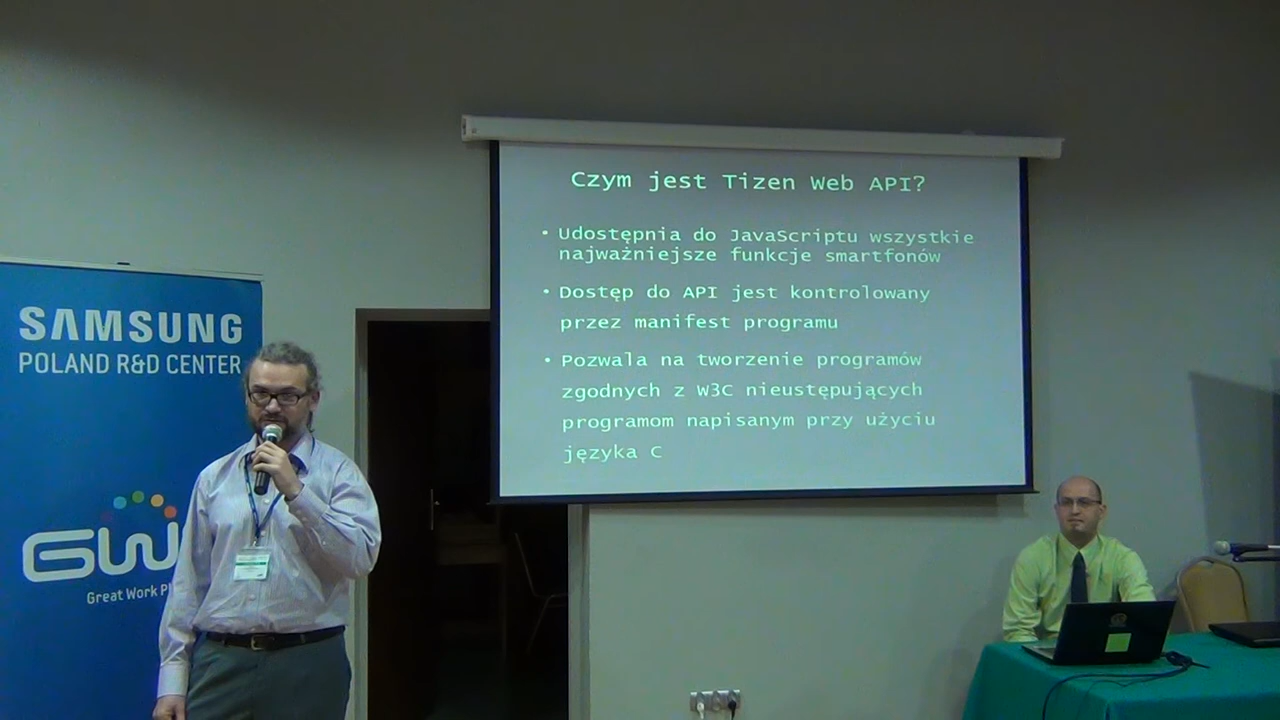 Czym jest Tizen Web API?
• Udostępnia do JavaScriptu wszystkie
najważniejsze funkcje smartfonów
• Dostęp do API jest kontrolowany
przez manifest programu
• Pozwala na tworzenie programów
zgodnych z W3C nieustępujących
programom napisanym przy użyciu
języka C
SAMSUNG
POLAND R&D CENTER
GW
Great Work